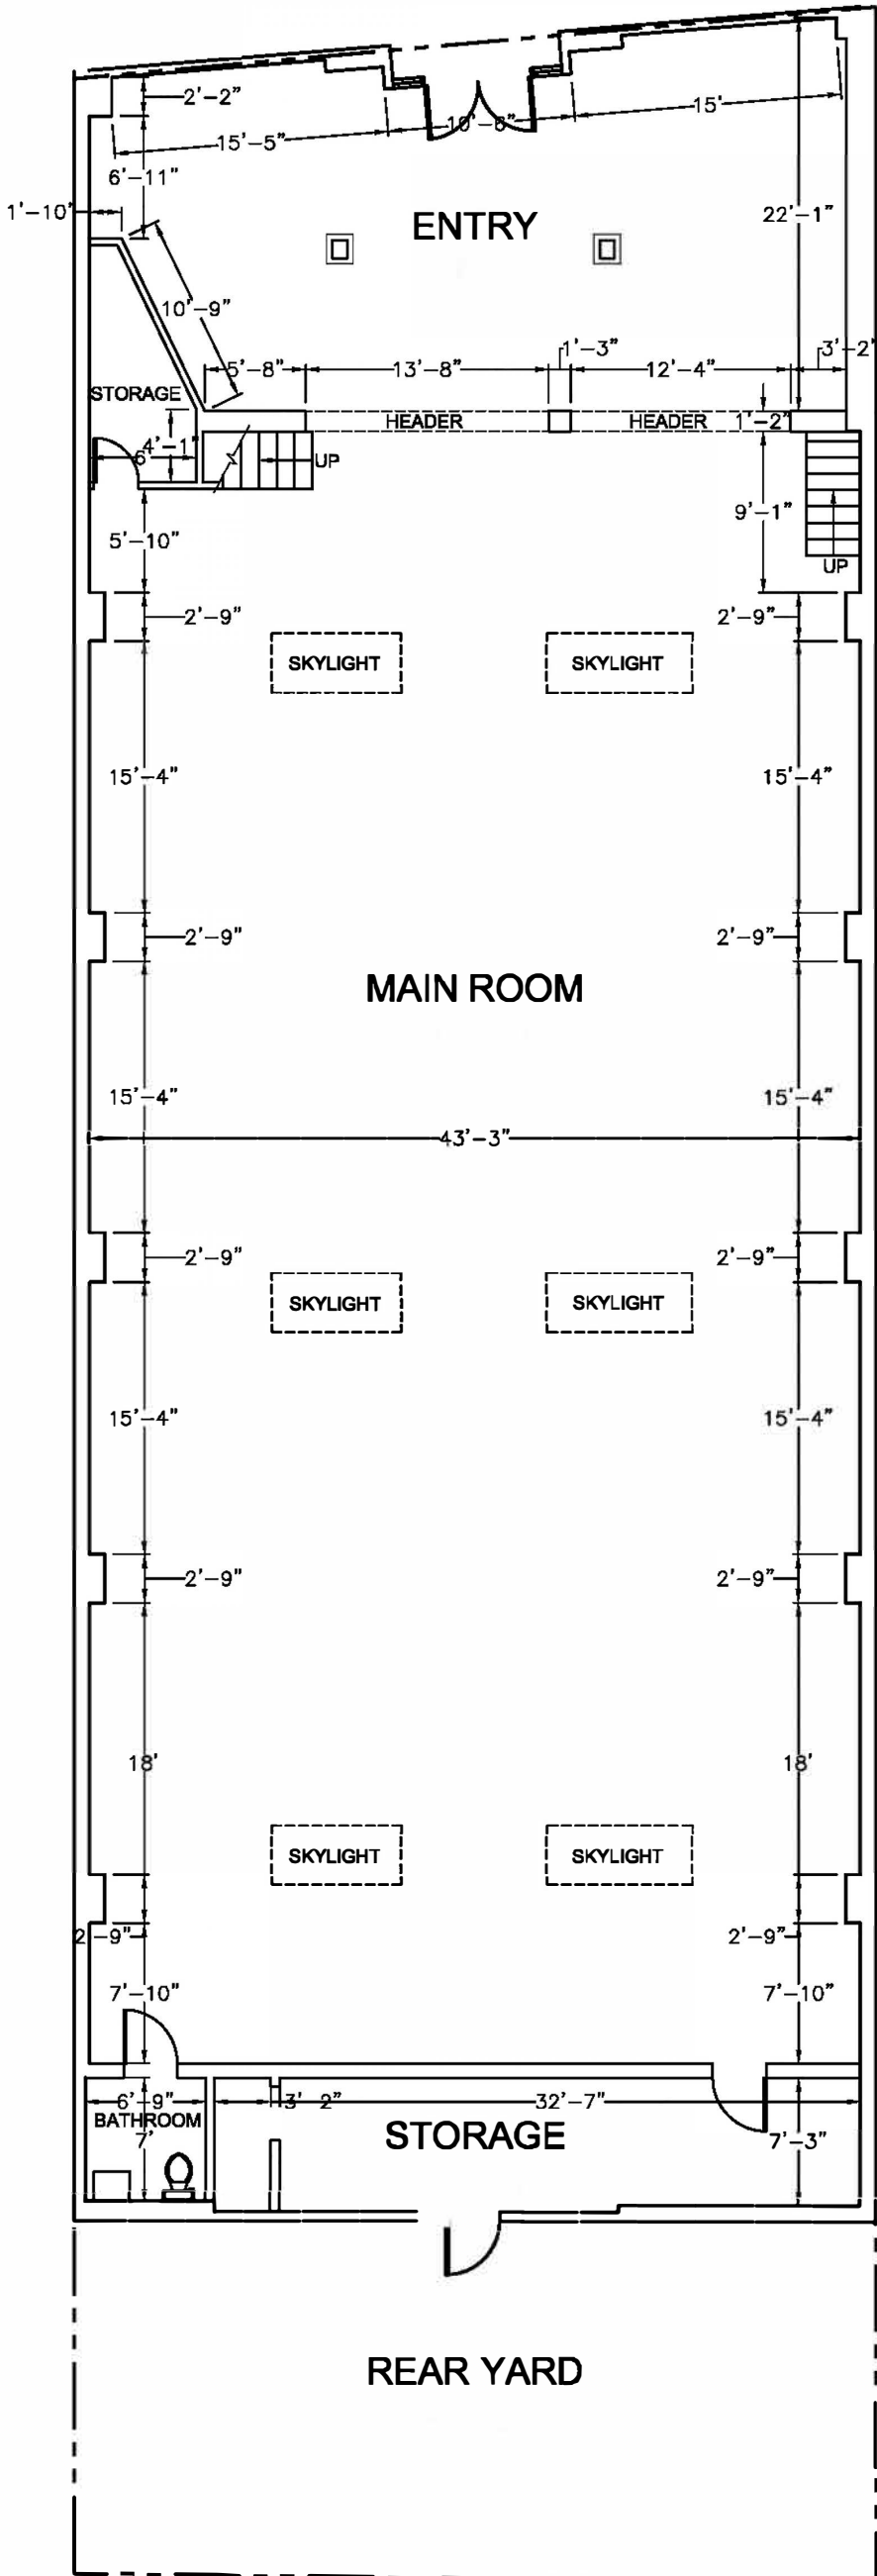 2'-2"
15'
15'-5"
10'-6"
6'-11"
1'-10'
ENTRY
22'-1"
10'-9"
1'-3"
3'-2'
5'-8"
13'-8"
12'-4"
STORAGE
HEADER
HEADER
1'-2"
4'-1"
6'
UP
9'-1"
5'-10"
UP
2'-9"
2'-9"
SKYLIGHT
SKYLIGHT
15'-4"
15'-4"
2'-9"
2'-9"
MAIN ROOM
15'-4"
15'-4"
43'-3"
2'-9"
2'-9"
SKYLIGHT
SKYLIGHT
15'-4"
15'-4"
2'-9"
2'-9"
18'
18'
SKYLIGHT
SKYLIGHT
2'-9"
2'-9"
7'-10"
7'-10"
6'-9"
3'-2"
32'-7"
BATHROOM
STORAGE
7'
7'-3"
REAR YARD